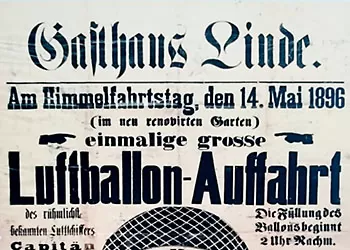 Gasthaus Linde.
Am Himmelfahrtstag, den 14. Mai 1896
(im neu renovirten Garten)
einmalige grosse
Luftballon-Auffahrt
des rühmlichst
bekannten Luftschiffers
Capitän
Die Füllung des
Ballons beginnt
2 Uhr Nachm.